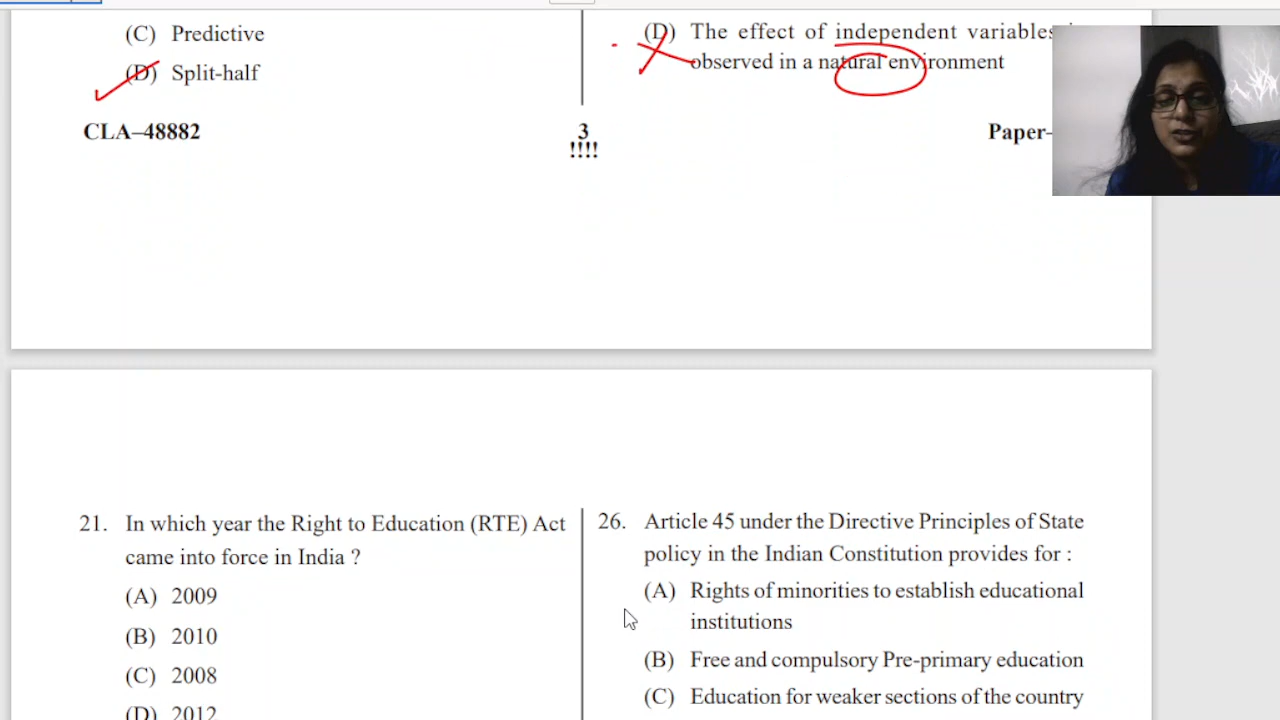 (C) Predictive
(D) Split-half
(D) The effect of independent variables
observed in a natural environment
CLA–48882
3
!!!!
Paper-
21. In which year the Right to Education (RTE) Act
came into force in India ?
(A) 2009
(B) 2010
(C) 2008
(D) 2012
26. Article 45 under the Directive Principles of State
policy in the Indian Constitution provides for :
(A) Rights of minorities to establish educational
institutions
(B) Free and compulsory Pre-primary education
(C) Education for weaker sections of the country